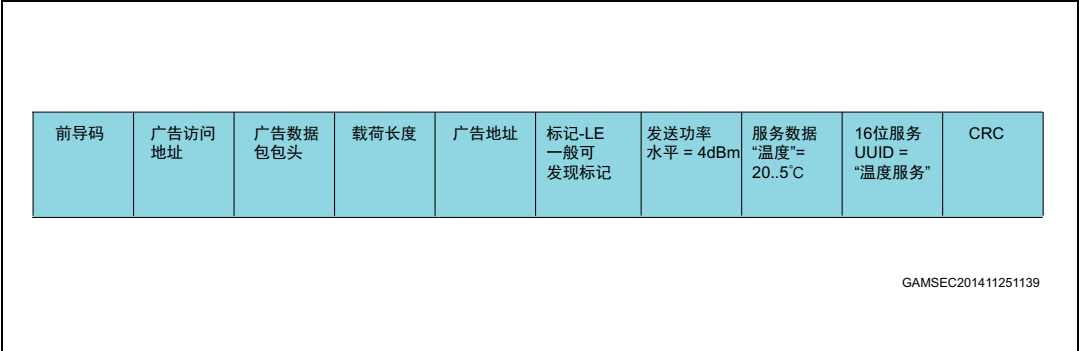 前导码
广告访问
地址
广告数据
包包头
载荷长度
广告地址
标记-LE
一般可
发现标记
发送功率
水平 = 4dBm
服务数据
“温度”=
20..5℃
16位服务
UUID =
“温度服务”
CRC
GAMSEC201411251139